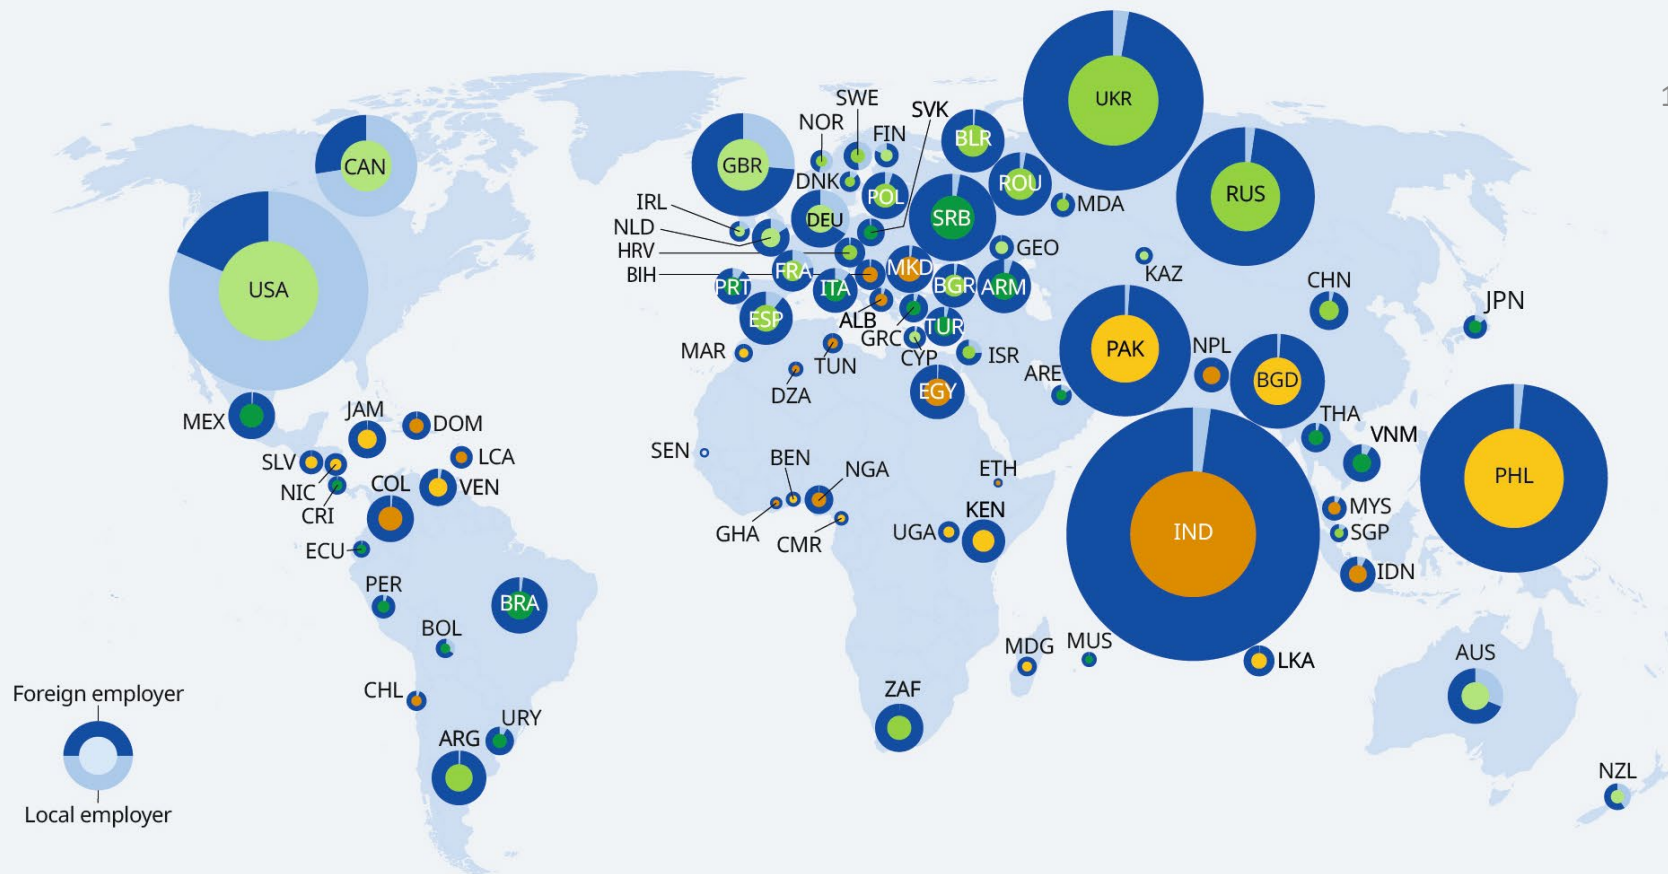 UKR
1
SWE
SVK
NOR
FIN
BLR
CAN
GBR
DNK
POL
ROU
RUS
IRL
MDA
DEU
SRB
NLD
GEO
HRV
BIH
FRA
MKD
KAZ
USA
PRT
ITA
BGR
ARM
CHN
JPN
ESP
ALB
GRC
TUR
MAR
TUN
CYP
ISR
PAK
NPL
DZA
ARE
EGY
BGD
MEX
JAM
DOM
THA
VNM
SLV
LCA
SEN
BEN
NGA
ETH
PHL
NIC
COL
VEN
CRI
GHA
CMR
UGA
KEN
IND
MYS
SGP
ECU
IDN
PER
BRA
BOL
MDG
MUS
LKA
AUS
CHL
ZAF
Foreign employer
URY
ARG
NZL
Local employer